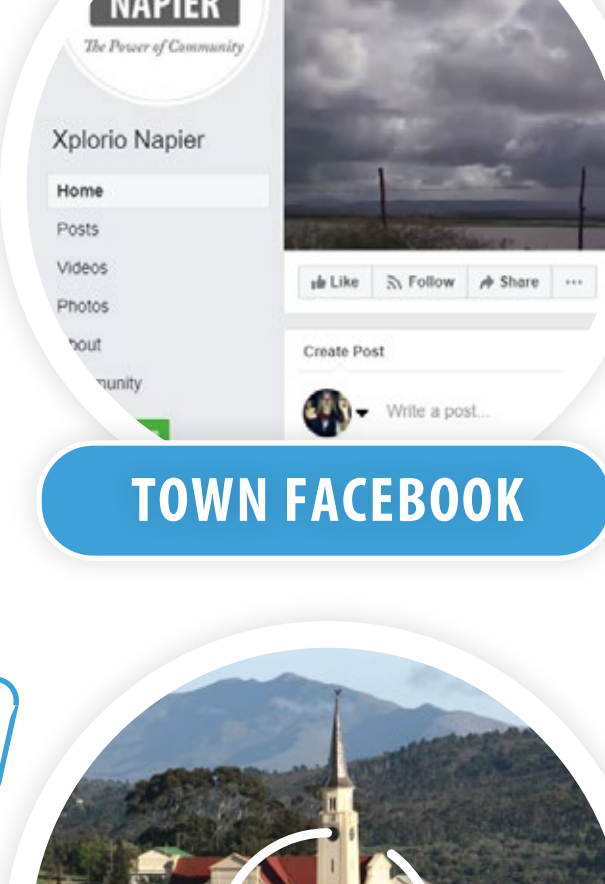 NAPIER
The Power of Community
Xplorio Napier
Home
Posts
Videos
Photos
Like Follow Share ...
Create Post
Write a post...
TOWN FACEBOOK